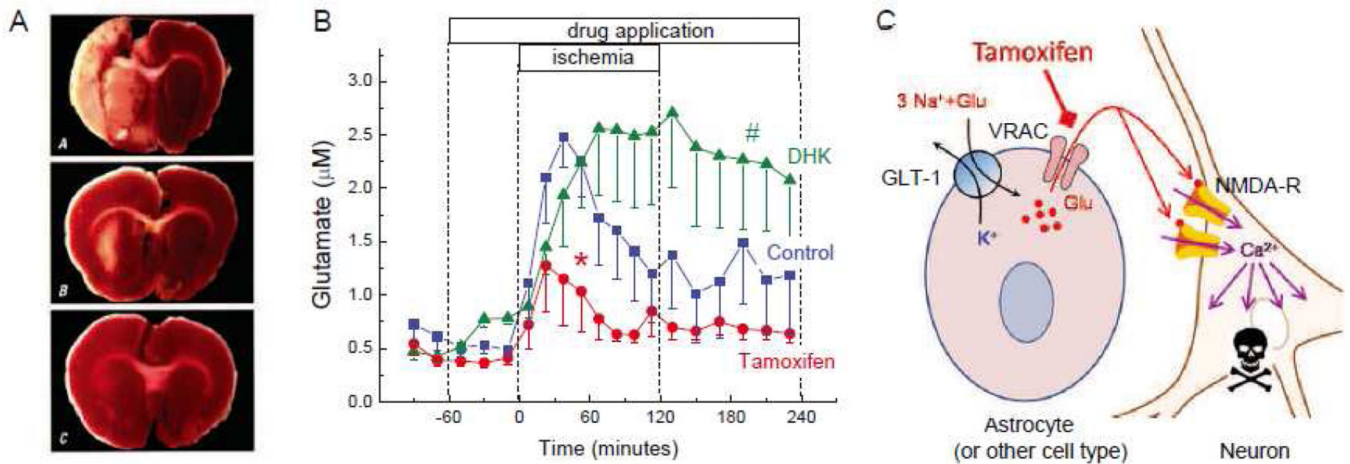 A
A
B
C
B
drug application
ischemia
3.0
2.5
2.0
1.5
1.0
0.5
0.0
Glutamate (μM)
#
DHK
Control
*
Tamoxifen
-60
0
60
120
180
240
Time (minutes)
C
Tamoxifen
3 Na⁺+Glu
VRAC
GLT-1
NMDA-R
Glu
K⁺
Ca²⁺
Astrocyte
(or other cell type)
Neuron